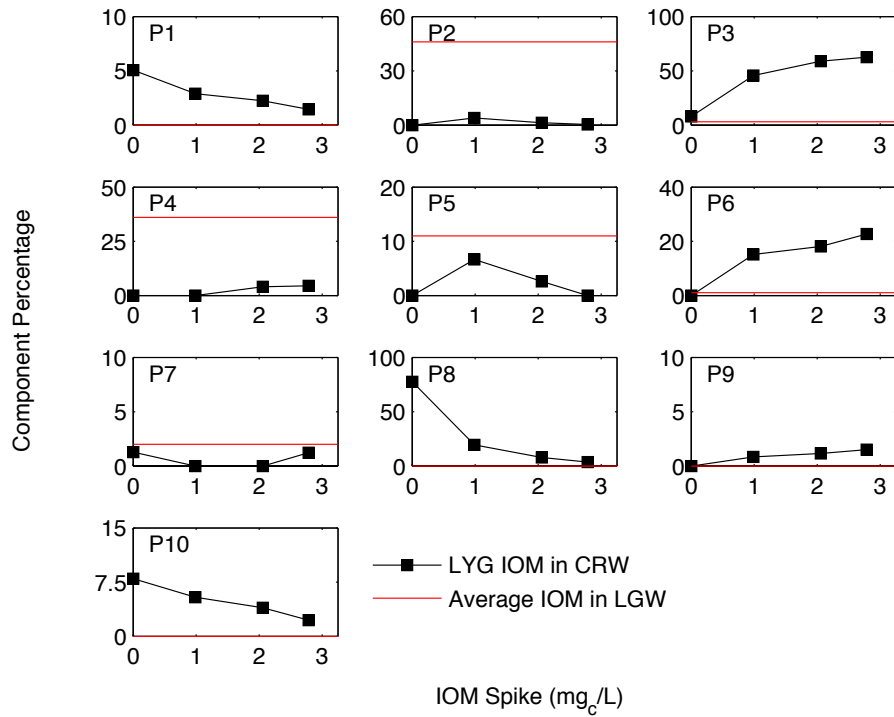 10 P1
5
0
0 1 2 3
60 P2
30
0
0 1 2 3
100 P3
50
0
0 1 2 3
50 P4
25
0
0 1 2 3
20 P5
10
0
0 1 2 3
40 P6
20
0
0 1 2 3
10 P7
5
0
0 1 2 3
100 P8
50
0
0 1 2 3
10 P9
5
0
0 1 2 3
15 P10
7.5
0
0 1 2 3
Component Percentage
LYG IOM in CRW
Average IOM in LGW
IOM Spike (mg_c/L)